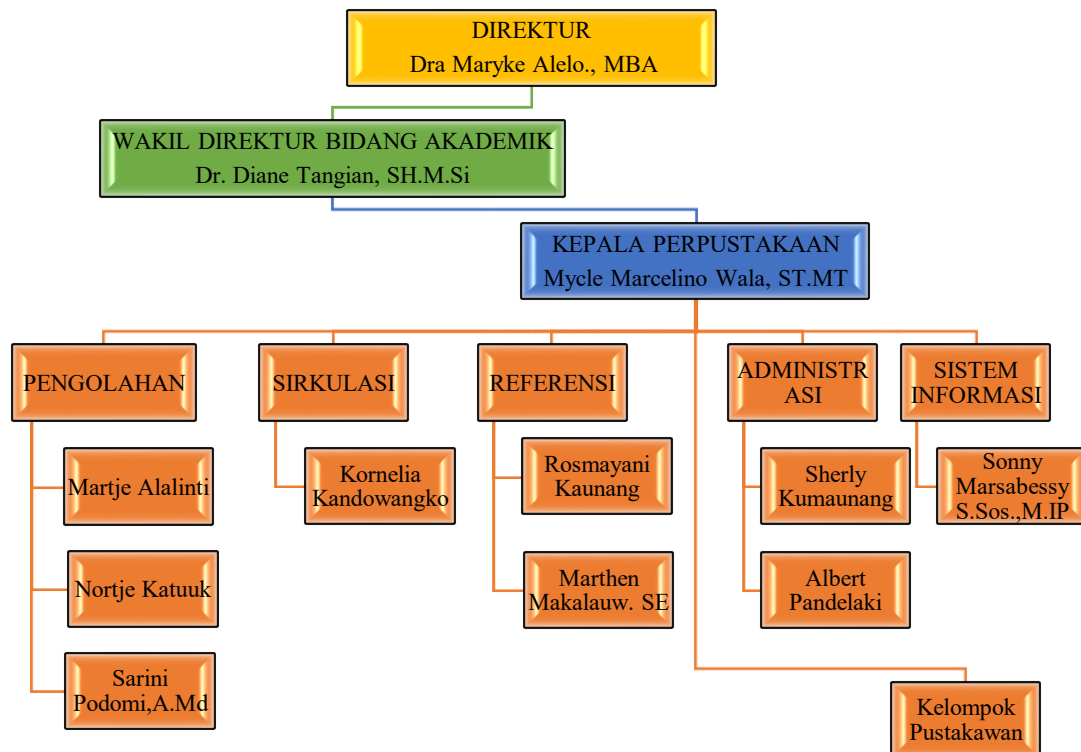 DIREKTUR
Dra Maryke Alelo., MBA
WAKIL DIREKTUR BIDANG AKADEMIK
Dr. Diane Tangian, SH.M.Si
KEPALA PERPUSTAKAAN
Mycle Marcelino Wala, ST.MT
PENGOLAHAN
SIRKULASI
REFERENSI
ADMINISTR
ASI
SISTEM
INFORMASI
Martje Alalinti
Nortje Katuuk
Sarini
Podomi,A.Md
Kornelia
Kandowangko
Rosmayani
Kaunang
Marthen
Makalauw. SE
Sherly
Kumaunang
Albert
Pandelaki
Sonny
Marsabessy
S.Sos.,M.IP
Kelompok
Pustakawan